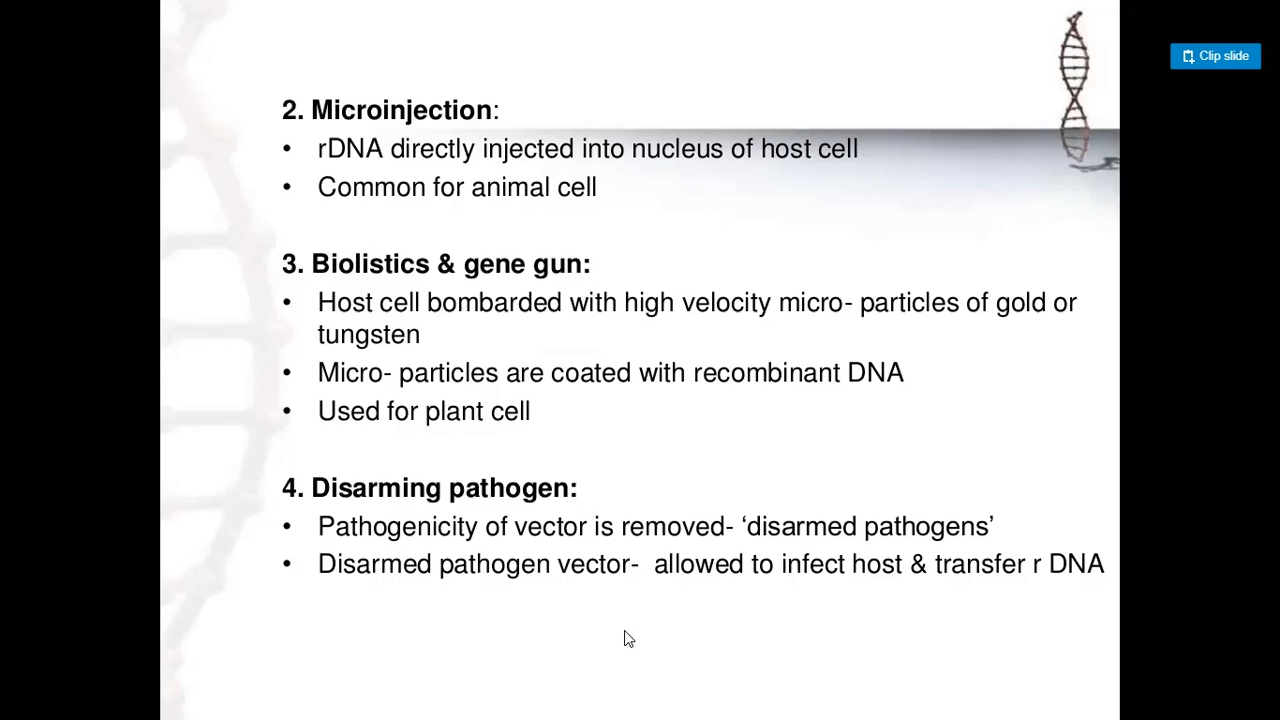 Clip slide
2. Microinjection:
• rDNA directly injected into nucleus of host cell
• Common for animal cell
3. Biolistics & gene gun:
• Host cell bombarded with high velocity micro- particles of gold or
tungsten
• Micro- particles are coated with recombinant DNA
• Used for plant cell
4. Disarming pathogen:
• Pathogenicity of vector is removed- ‘disarmed pathogens’
• Disarmed pathogen vector-  allowed to infect host & transfer r DNA